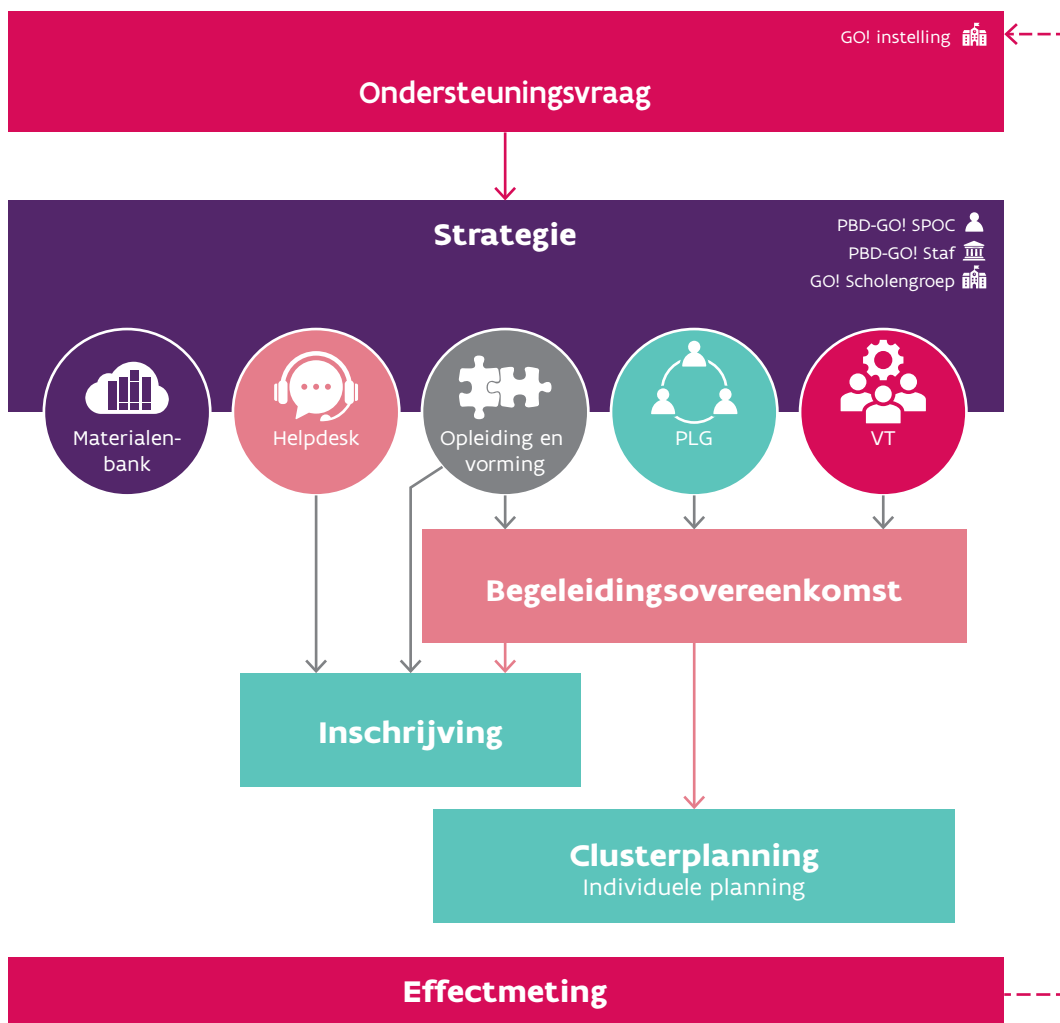 GO! instelling
Ondersteuningsvraag
Strategie
PBD-GO! SPOC
PBD-GO! Staf
GO! Scholengroep
Materialen-
bank
Helpdesk
Opleiding en
vorming
PLG
VT
Begeleidingsovereenkomst
Inschrijving
Clusterplanning
Individuele planning
Effectmeting